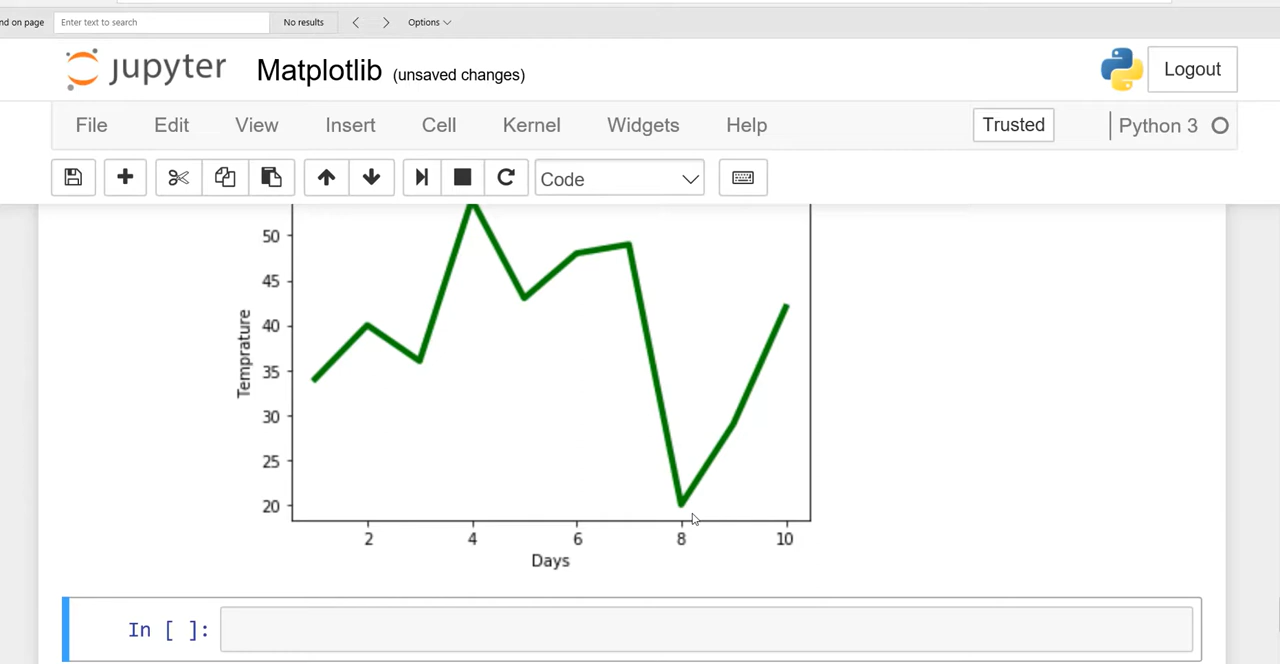 nd on page Enter text to search No results Options
jupyter Matplotlib (unsaved changes) Logout
File Edit View Insert Cell Kernel Widgets Help Trusted Python 3
Code
50
45
40
35
30
25
20
Temprature
2 4 6 8 10
Days
In [ ]: